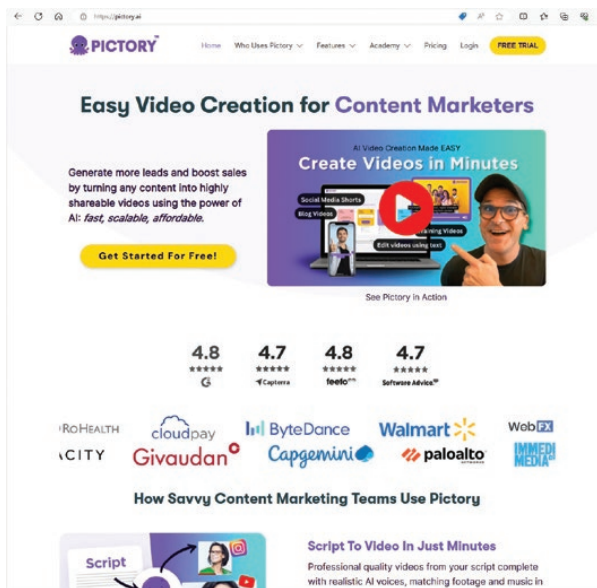 https://pictory.ai
PICTORY™
Home Who Uses Pictory Features Academy Pricing Login FREE TRIAL
Easy Video Creation for Content Marketers
Generate more leads and boost sales
by turning any content into highly
shareable videos using the power of
AI: fast, scalable, affordable.
Get Started For Free!
AI Video Creation Made EASY
Create Videos in Minutes
Social Media Shorts
Blog Videos
Training Videos
Edit videos using text
See Pictory in Action
4.8 4.7 4.8 4.7
G Capterra feefo Software Advice.
ROHEALTH cloudpay ByteDance Walmart WebFX
ACITY Givaudan Capgemini paloalto IMMEDI
MEDIA
How Savvy Content Marketing Teams Use Pictory
Script
Script To Video In Just Minutes
Professional quality videos from your script complete
with realistic AI voices, matching footage and music in